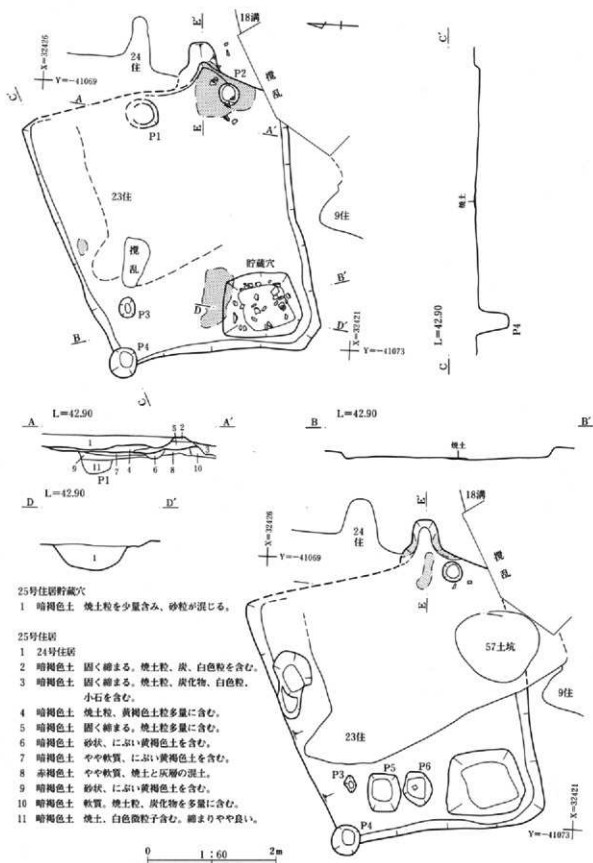 18溝
E'
24
住
X=32426
Y=-41069
C'
A
P1
P2
E
A'
撹
乱
23住
9住
撹
乱
貯蔵穴
B'
D
P3
B
P4
D'
X=32421
Y=-41073
C
C'
焼土
L=42.90
P4
C
A
L=42.90
A'
5 2
1
3
9 11 7 4 6 8 10
P1
B
L=42.90
B'
焼土
D
L=42.90
D'
1
25号住居貯蔵穴
1 暗褐色土 焼土粒を少量含み、砂粒が混じる。
25号住居
1 24号住居
2 暗褐色土 固く締まる。焼土粒、炭、白色粒を含む。
3 暗褐色土 固く締まる。焼土粒、炭化物、白色粒、
小石を含む。
4 暗褐色土 焼土粒、黄褐色土粒多量に含む。
5 暗褐色土 固く締まる。焼土粒多量に含む。
6 暗褐色土 砂状、にぶい黄褐色土を含む。
7 暗褐色土 やや軟質、にぶい黄褐色土を含む。
8 赤褐色土 やや軟質、焼土と灰層の混土。
9 暗褐色土 砂状、にぶい黄褐色土を含む。
10 暗褐色土 軟質、焼土粒、炭化物を多量に含む。
11 暗褐色土 焼土、白色微粒子含む。締まりやや良い。
0 1:60 2m
18溝
E'
24
住
X=32426
Y=-41069
E
撹
乱
57土坑
9住
23住
P3
P5
P6
P4
X=32421
Y=-41073